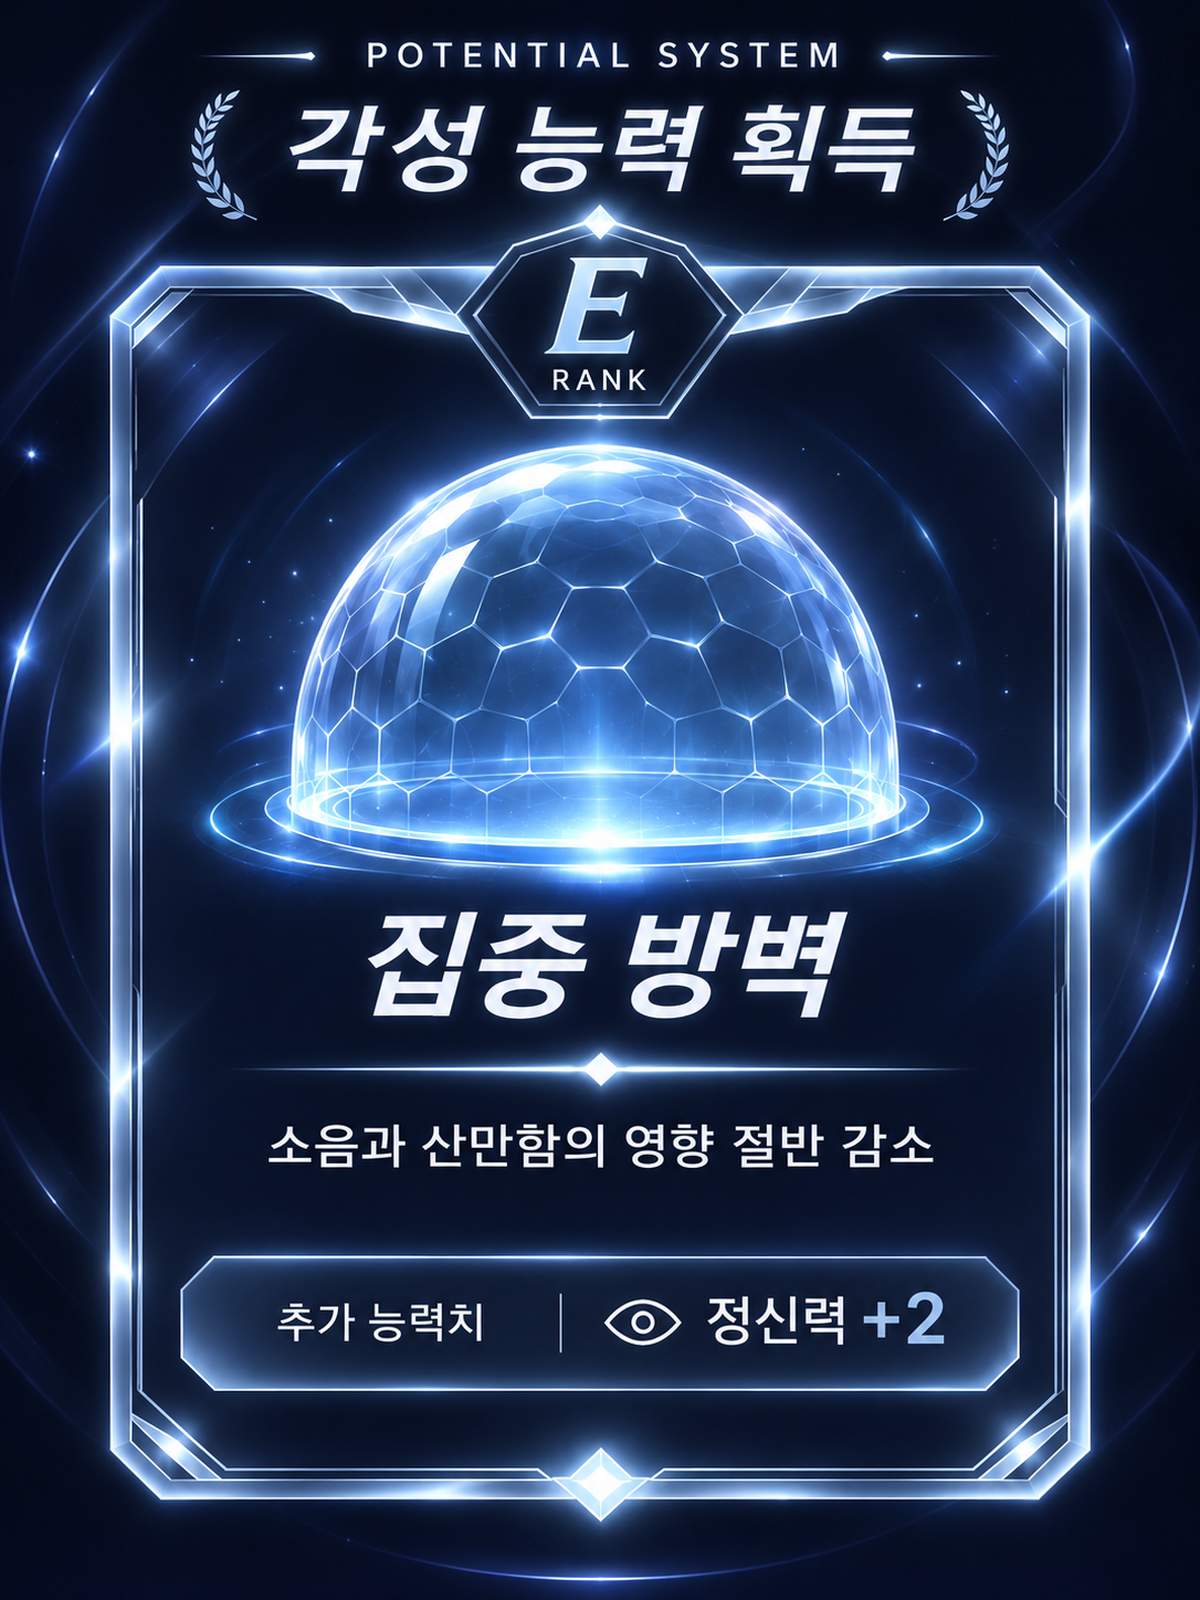 POTENTIAL SYSTEM
각성 능력 획득
E
RANK
집중 방벽
소음과 산만함의 영향 절반 감소
추가 능력치 정신력 +2